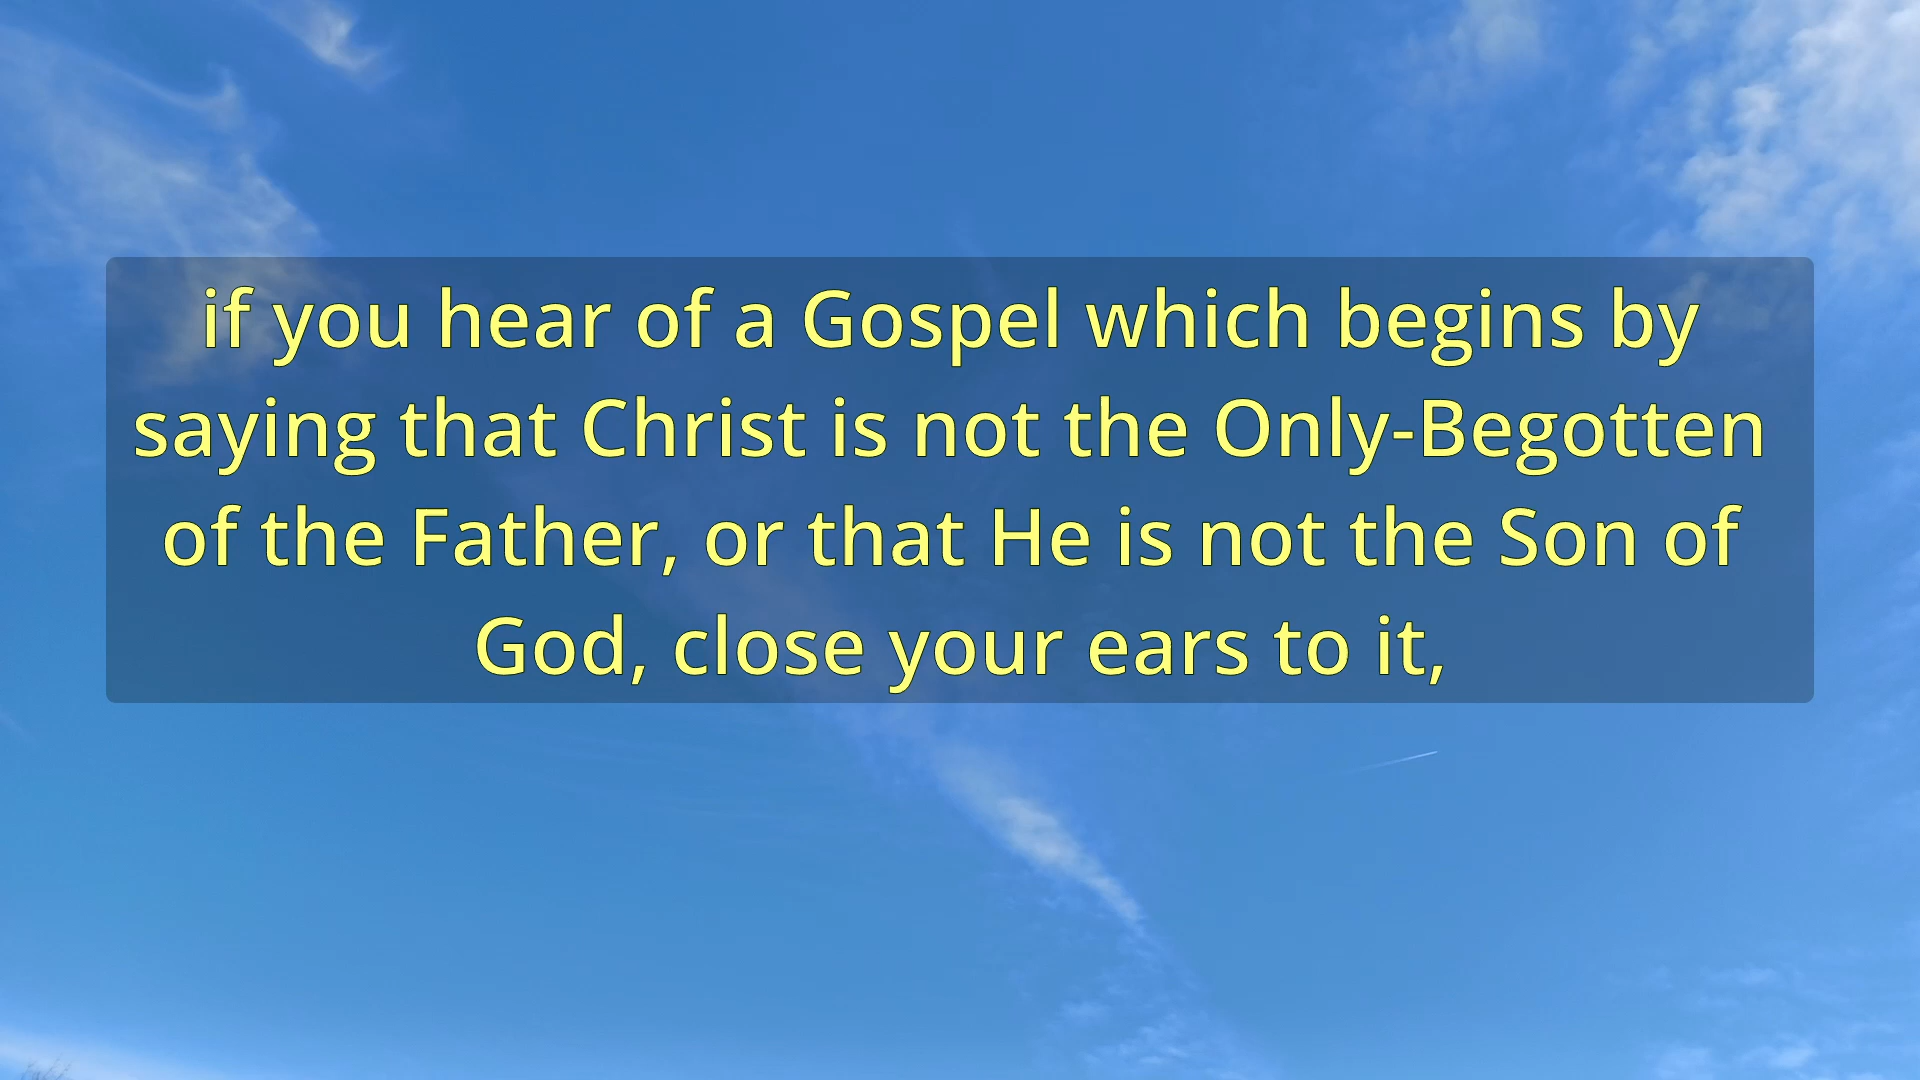 if you hear of a Gospel which begins by
saying that Christ is not the Only-Begotten
of the Father, or that He is not the Son of
God, close your ears to it,